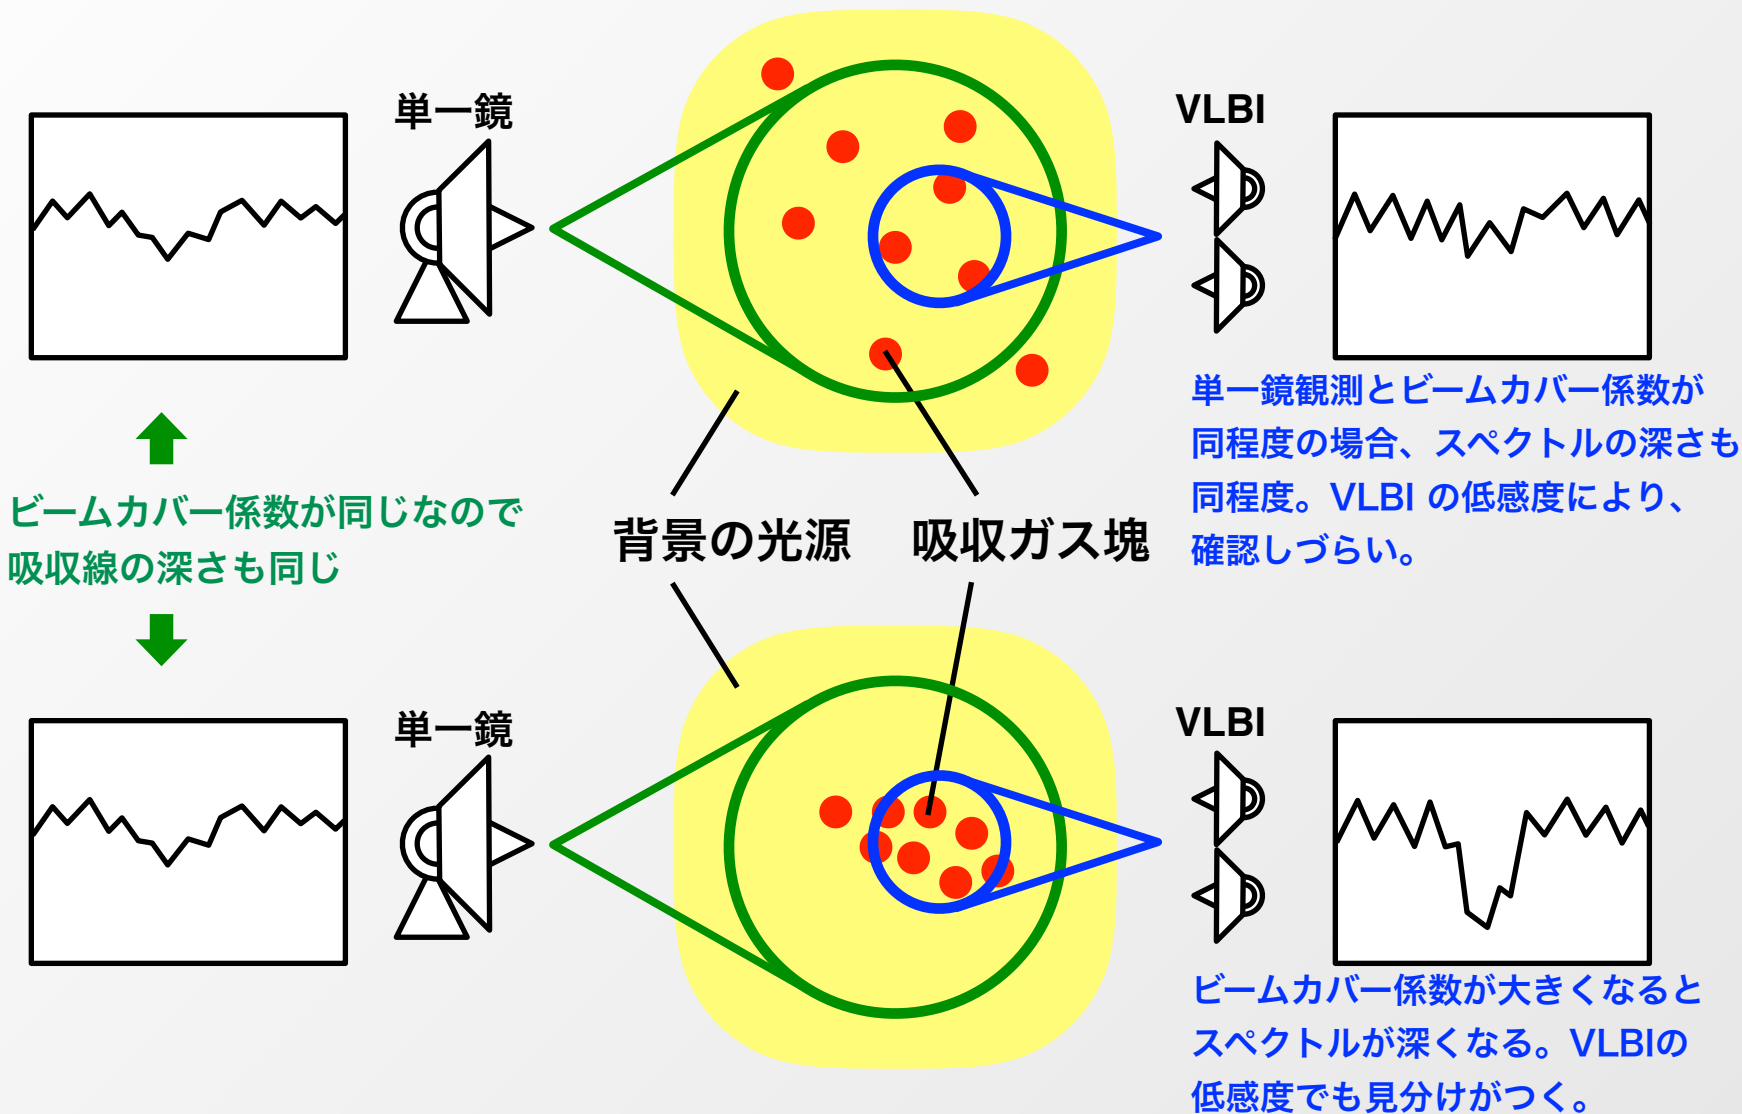 単一鏡
VLBI
単一鏡観測とビームカバー係数が
同程度の場合、スペクトルの深さも
同程度。VLBI の低感度により、
確認しづらい。
ビームカバー係数が同じなので
吸収線の深さも同じ
背景の光源
吸収ガス塊
単一鏡
VLBI
ビームカバー係数が大きくなると
スペクトルが深くなる。VLBIの
低感度でも見分けがつく。